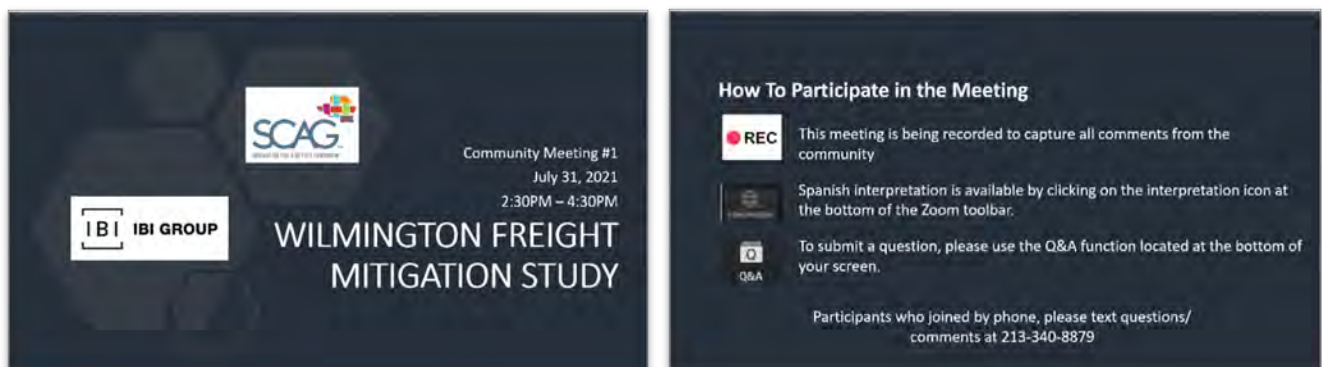 SCAG
Community Meeting #1
July 31, 2021
2:30PM – 4:30PM
IBI IBI GROUP
WILMINGTON FREIGHT
MITIGATION STUDY
How To Participate in the Meeting
REC
This meeting is being recorded to capture all comments from the
community
Spanish interpretation is available by clicking on the interpretation icon at
the bottom of the Zoom toolbar.
To submit a question, please use the Q&A function located at the bottom of
your screen.
Q
Q&A
Participants who joined by phone, please text questions/
comments at 213-340-8879